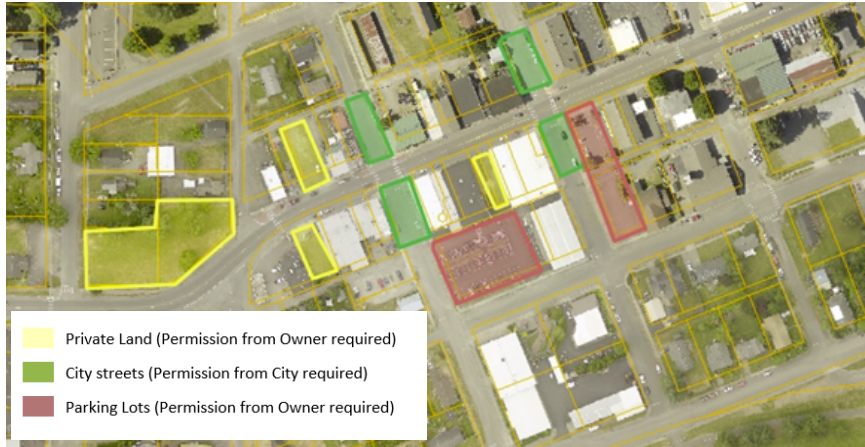 Private Land (Permission from Owner required)
City streets (Permission from City required)
Parking Lots (Permission from Owner required)